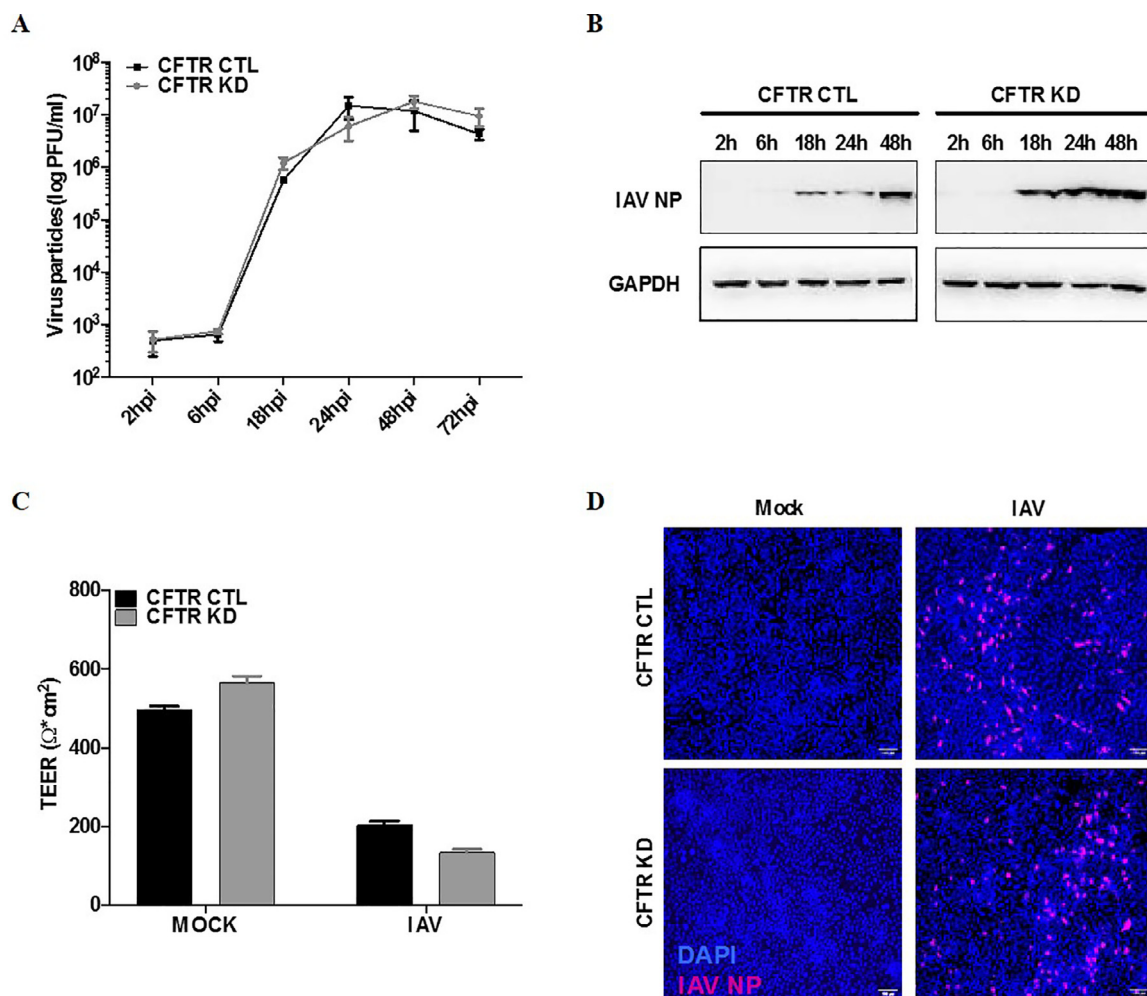 A
10⁸
10⁷
10⁶
10⁵
10⁴
10³
10²
Virus particles (log PFU/ml)
CFTR CTL
CFTR KD
2hpi
6hpi
18hpi
24hpi
48hpi
72hpi
B
CFTR CTL CFTR KD
2h 6h 18h 24h 48h 2h 6h 18h 24h 48h
IAV NP
GAPDH
C
800
600
400
200
0
TEER (Ω*cm²)
CFTR CTL
CFTR KD
MOCK IAV
D
Mock IAV
CFTR CTL
CFTR KD
DAPI
IAV NP